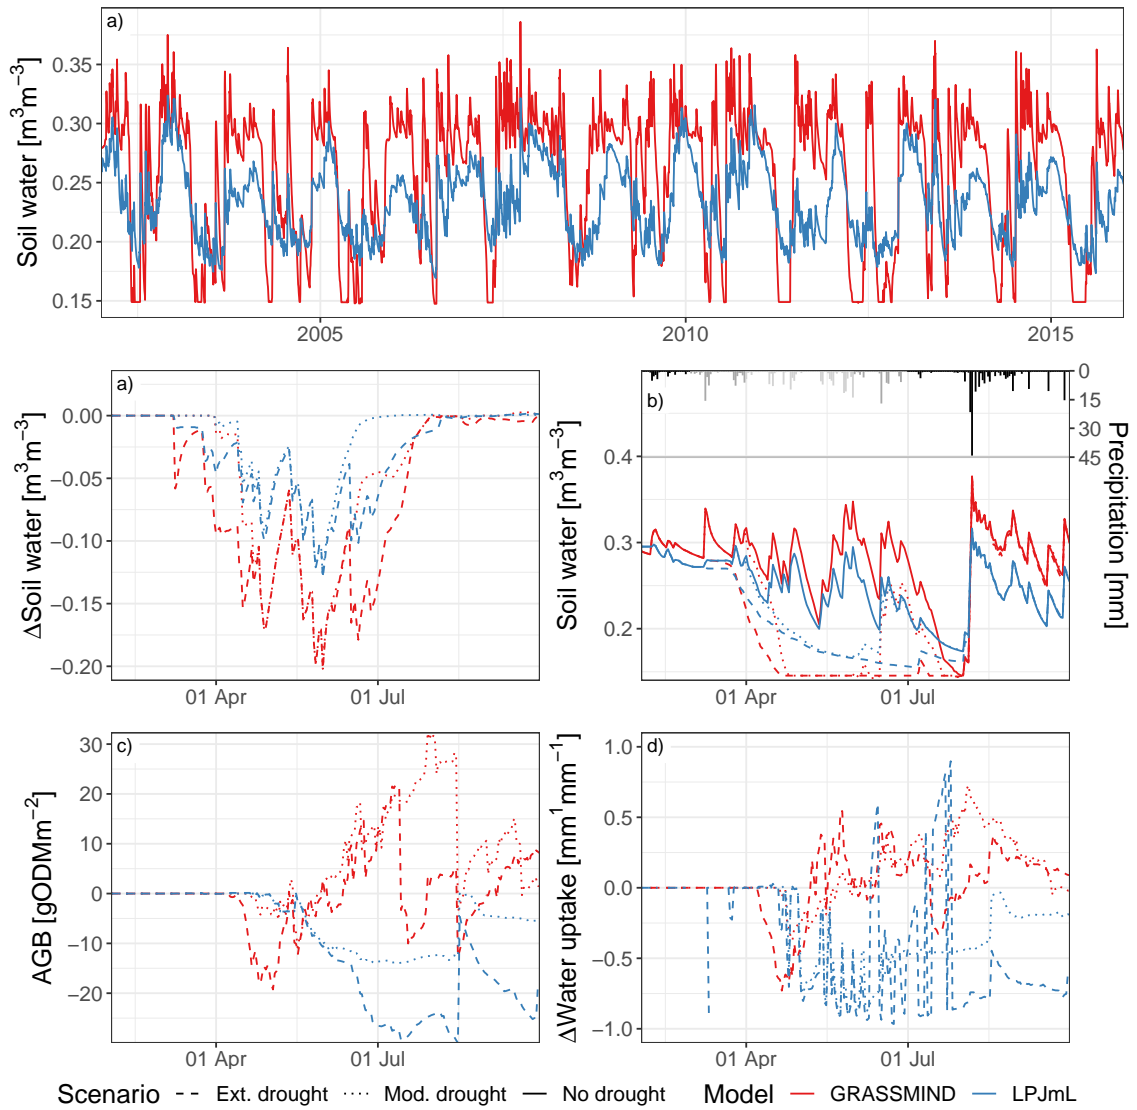 a)
Soil water [m³m⁻³]
0.35
0.30
0.25
0.20
0.15
2005
2010
2015
a)
ΔSoil water [m³m⁻³]
0.00
−0.05
−0.10
−0.15
−0.20
01 Apr
01 Jul
b)
Soil water [m³m⁻³]
0.4
0.3
0.2
0
15
30
45
Precipitation [mm]
01 Apr
01 Jul
c)
AGB [gODMm⁻²]
30
20
10
0
−10
−20
01 Apr
01 Jul
d)
ΔWater uptake [mm¹mm⁻¹]
1.0
0.5
0.0
−0.5
−1.0
01 Apr
01 Jul
Scenario Ext. drought Mod. drought No drought Model GRASSMIND LPJmL